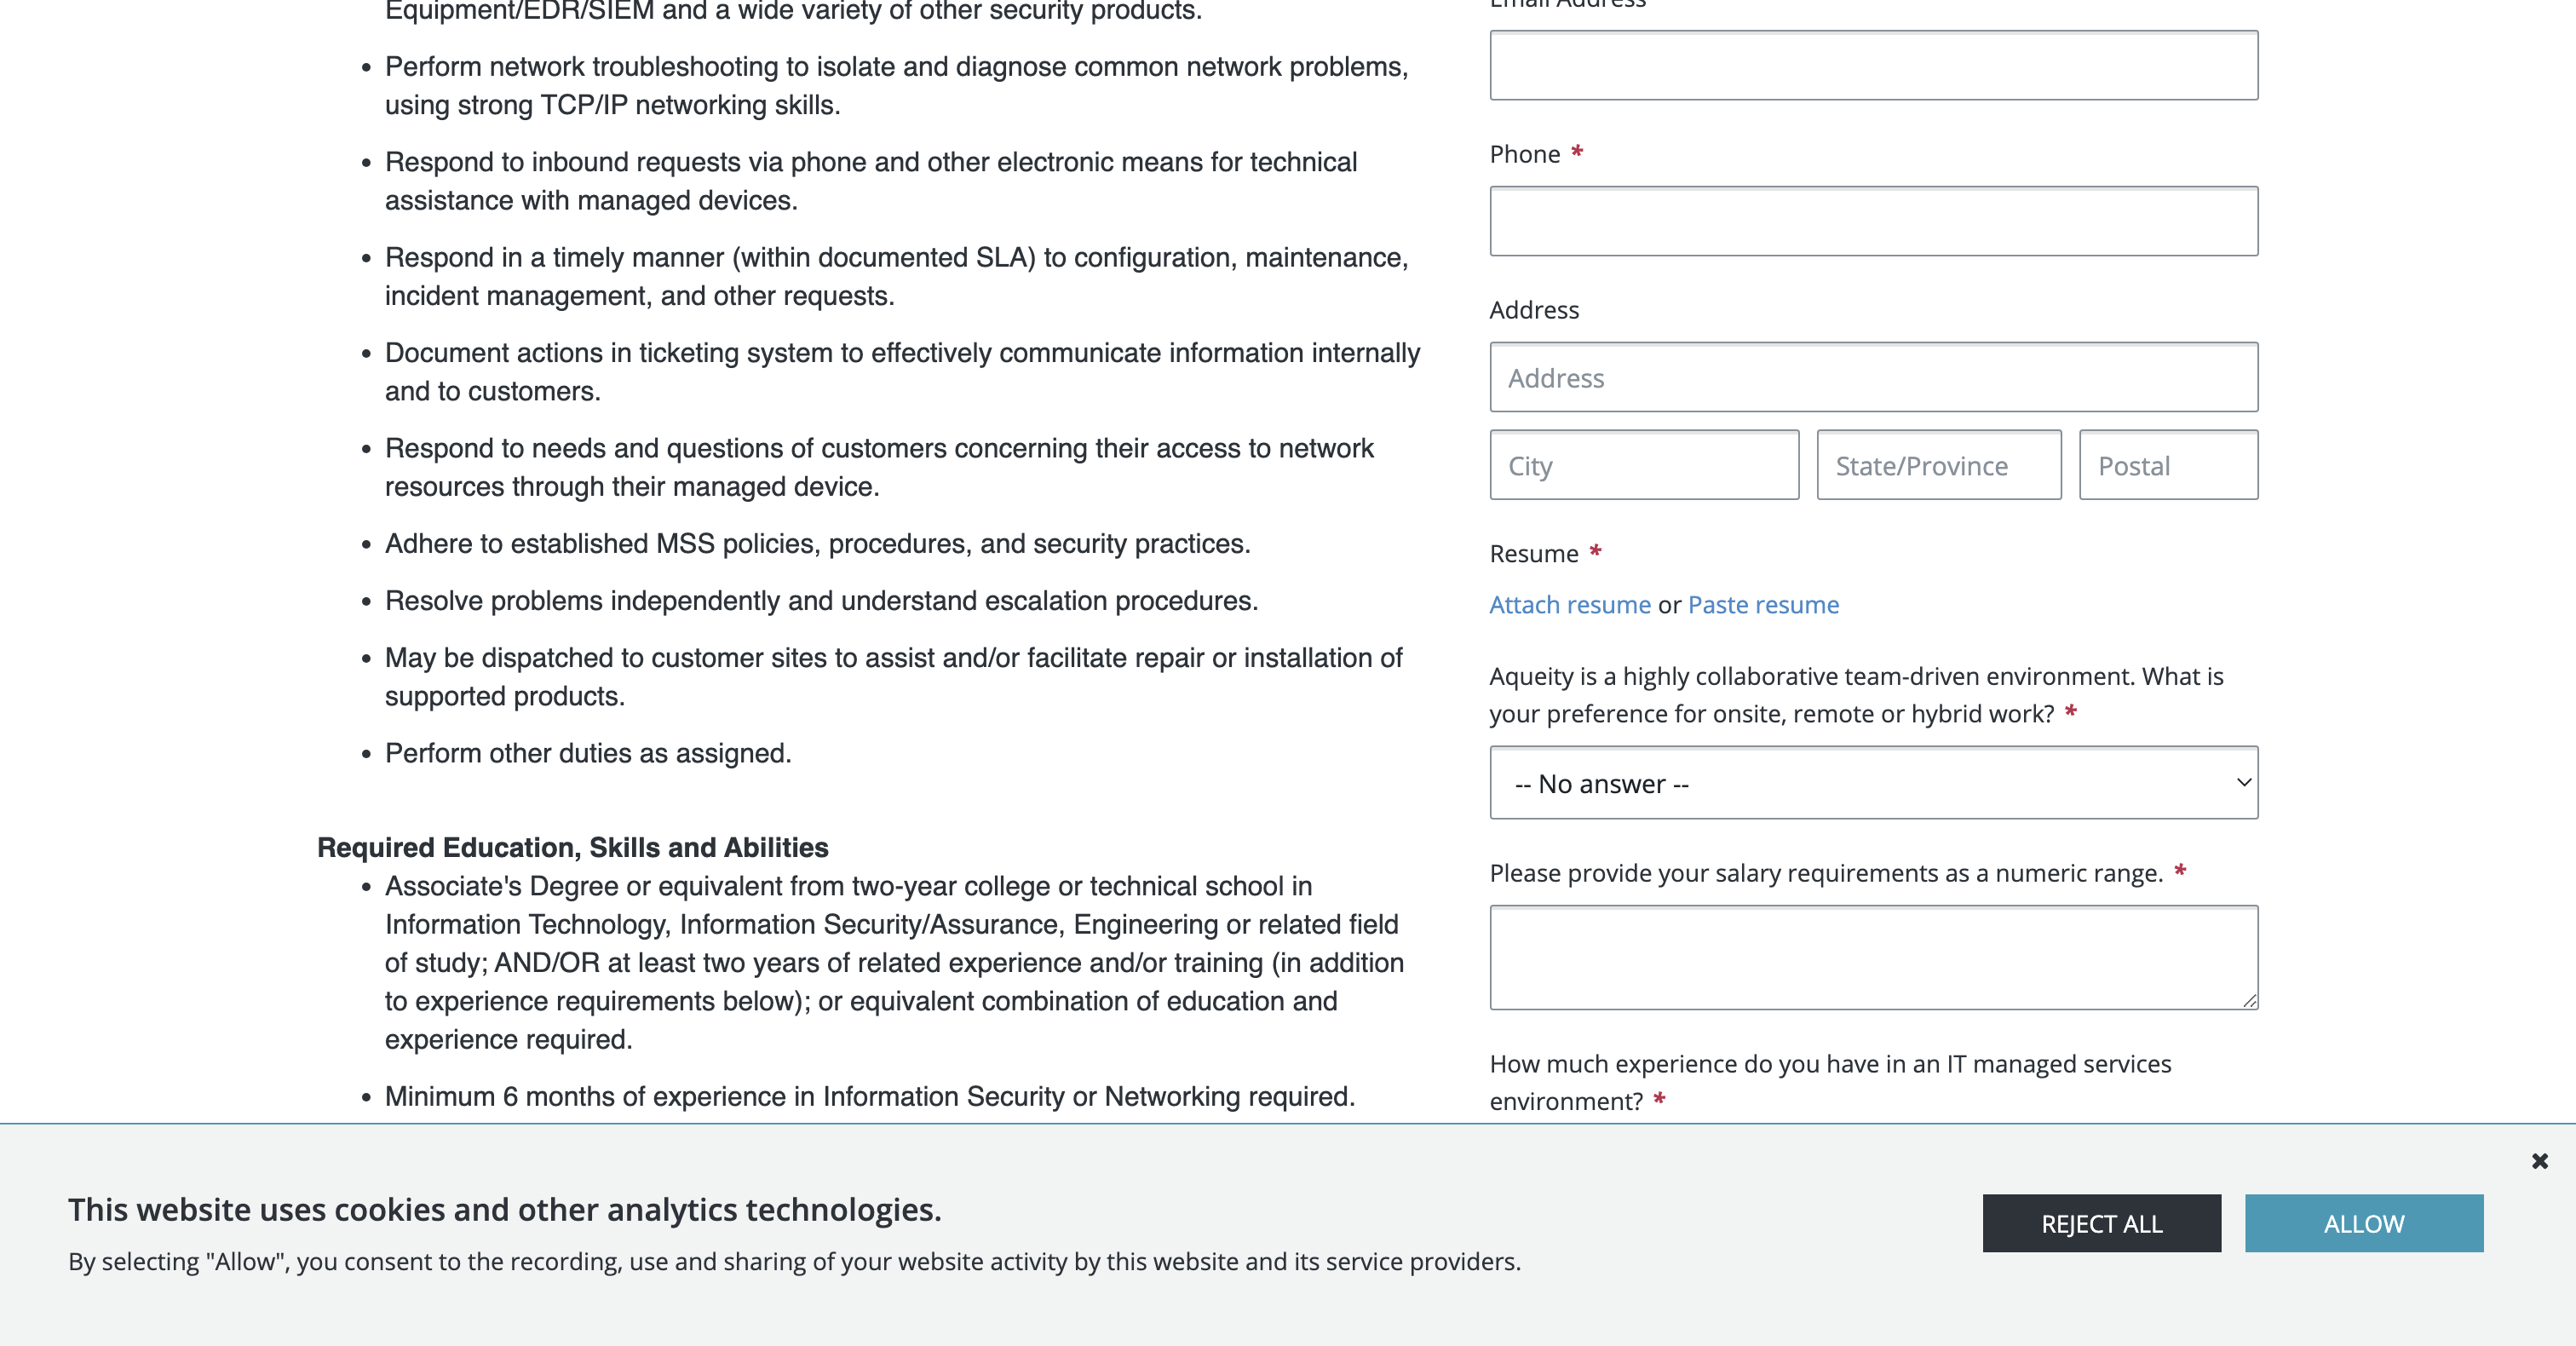 Equipment/EDR/SIEM and a wide variety of other security products.
• Perform network troubleshooting to isolate and diagnose common network problems,
using strong TCP/IP networking skills.
• Respond to inbound requests via phone and other electronic means for technical
assistance with managed devices.
• Respond in a timely manner (within documented SLA) to configuration, maintenance,
incident management, and other requests.
• Document actions in ticketing system to effectively communicate information internally
and to customers.
• Respond to needs and questions of customers concerning their access to network
resources through their managed device.
• Adhere to established MSS policies, procedures, and security practices.
• Resolve problems independently and understand escalation procedures.
• May be dispatched to customer sites to assist and/or facilitate repair or installation of
supported products.
• Perform other duties as assigned.
Required Education, Skills and Abilities
• Associate's Degree or equivalent from two-year college or technical school in
Information Technology, Information Security/Assurance, Engineering or related field
of study; AND/OR at least two years of related experience and/or training (in addition
to experience requirements below); or equivalent combination of education and
experience required.
• Minimum 6 months of experience in Information Security or Networking required.
Email Address
Phone *
Address
Address
City State/Province Postal
Resume *
Attach resume or Paste resume
Aqueity is a highly collaborative team-driven environment. What is
your preference for onsite, remote or hybrid work? *
-- No answer --
Please provide your salary requirements as a numeric range. *
How much experience do you have in an IT managed services
environment? *
This website uses cookies and other analytics technologies.
By selecting "Allow", you consent to the recording, use and sharing of your website activity by this website and its service providers.
REJECT ALL ALLOW